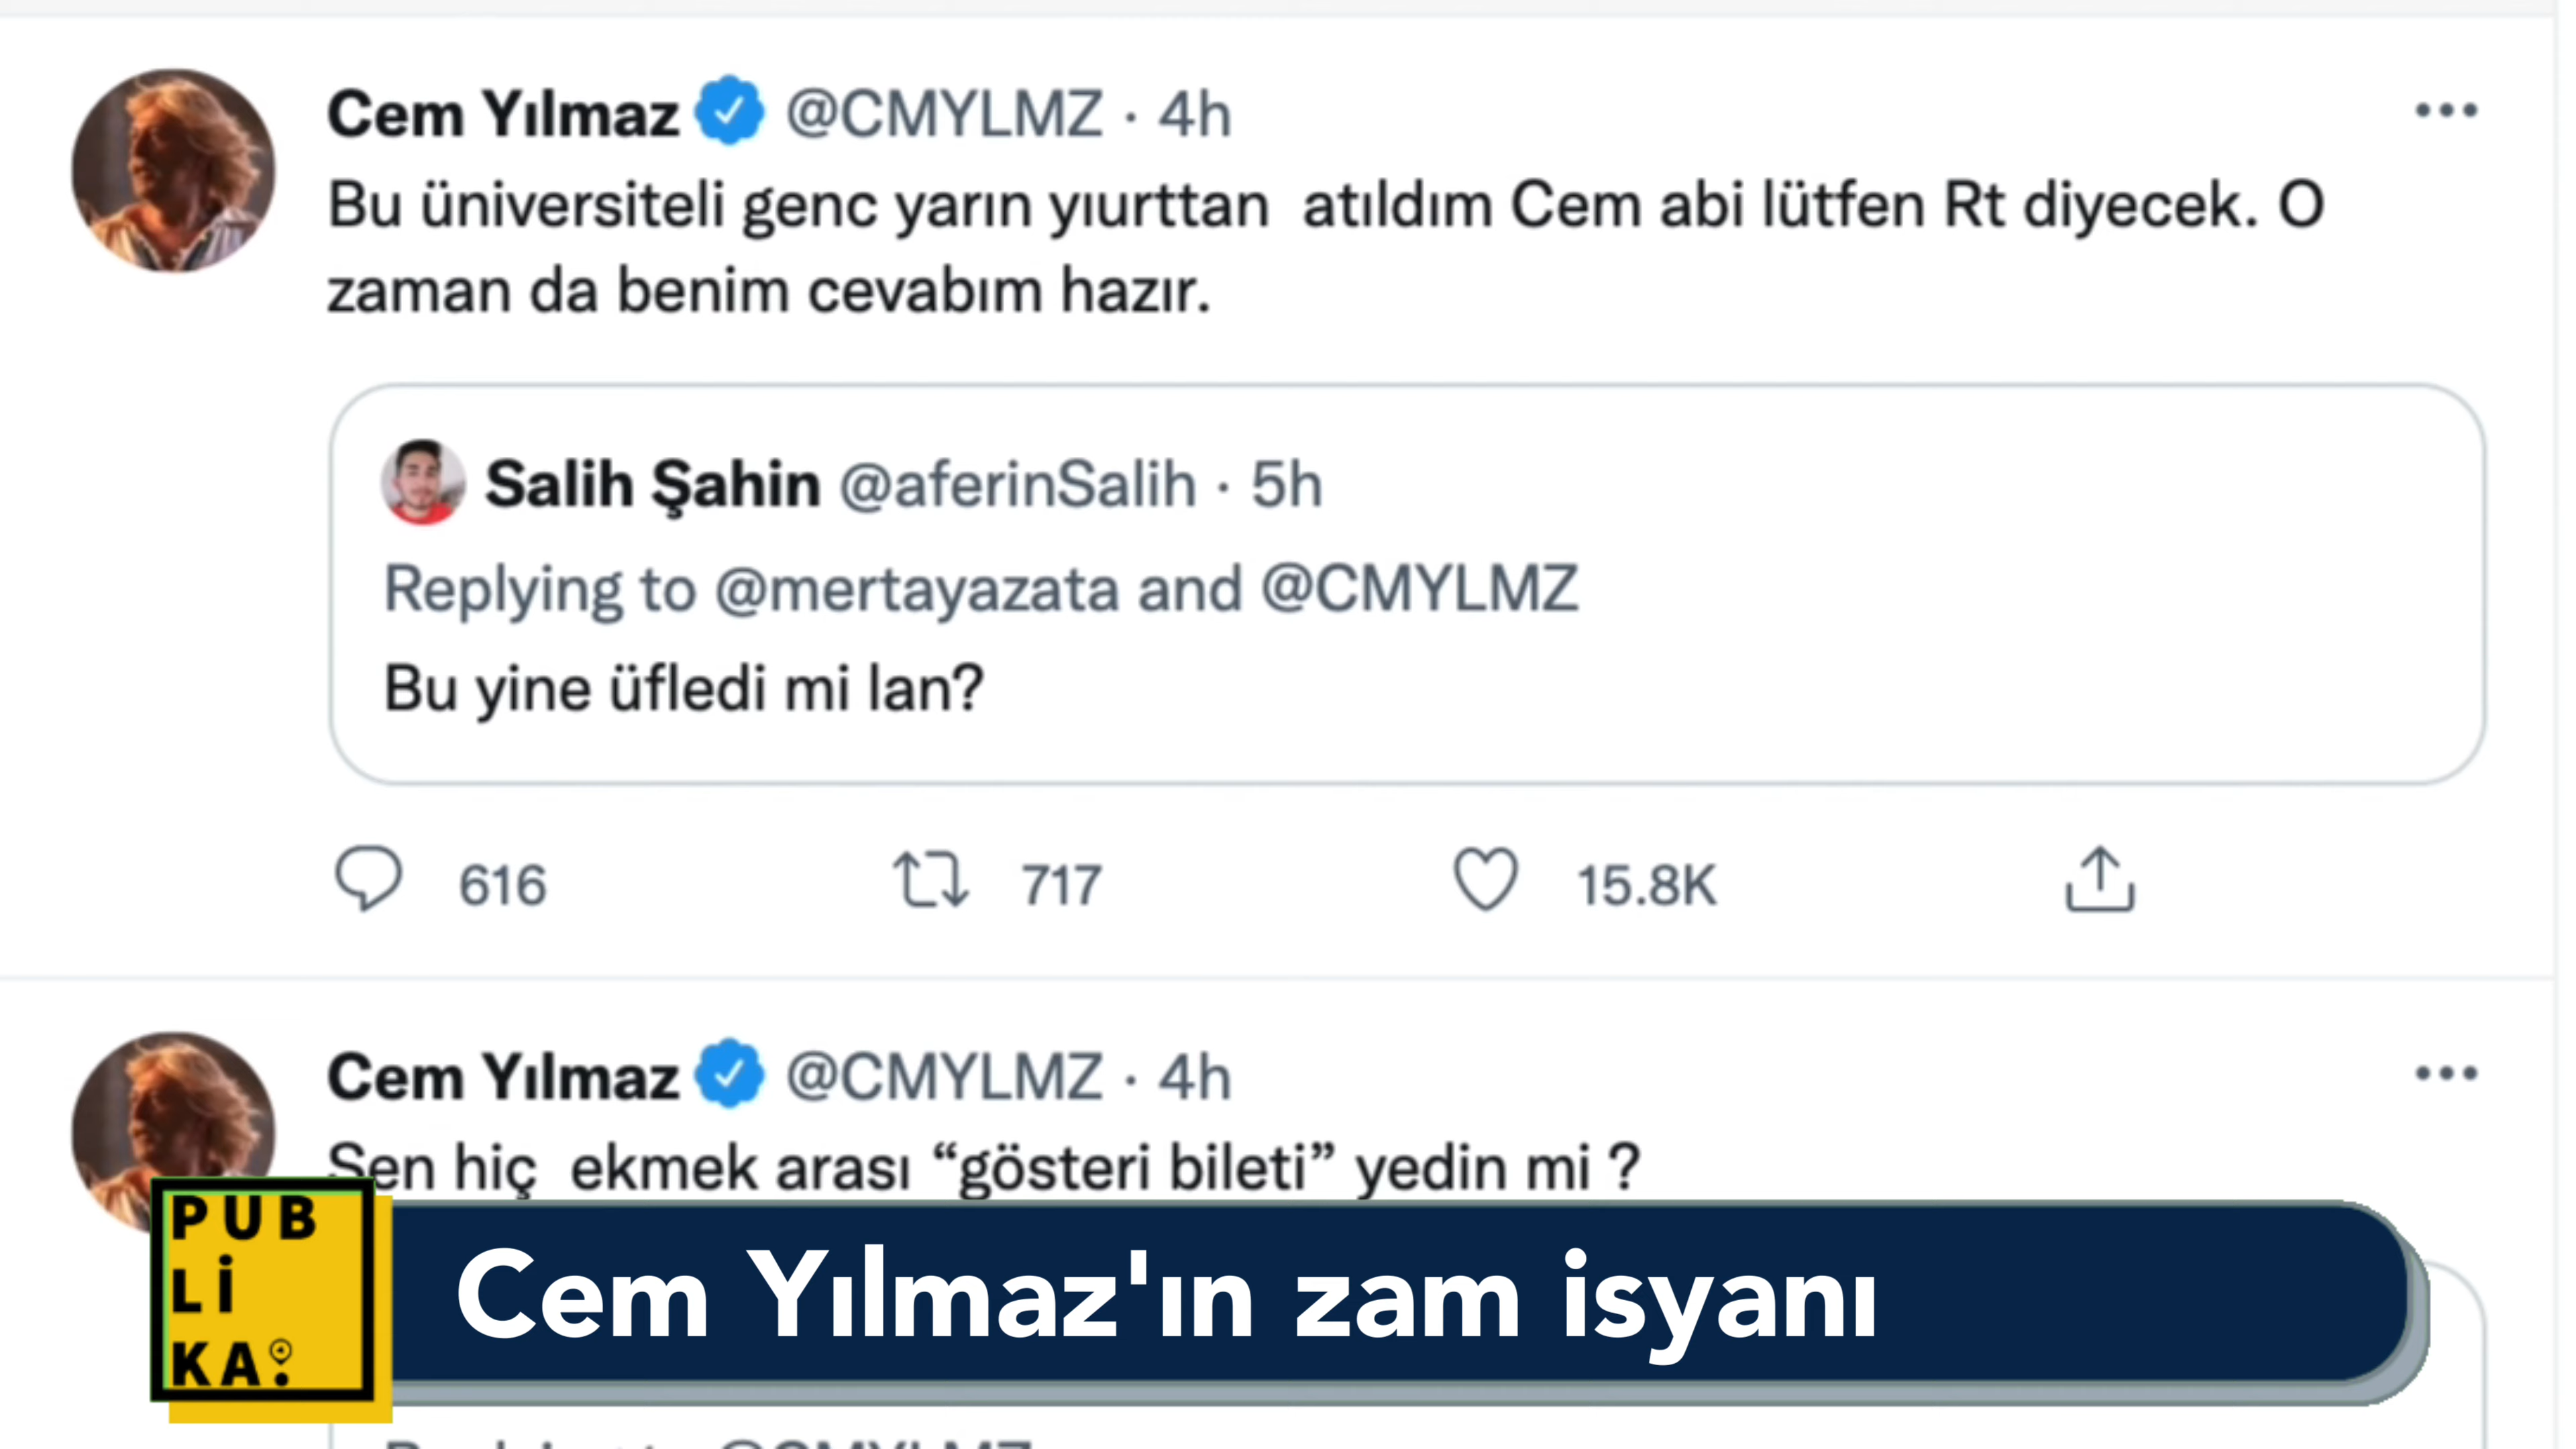 Cem Yılmaz @CMYLMZ · 4h
Bu üniversiteli genc yarın yıurttan  atıldım Cem abi lütfen Rt diyecek. O
zaman da benim cevabım hazır.
Salih Şahin @aferinSalih · 5h
Replying to @mertayazata and @CMYLMZ
Bu yine üfledi mi lan?
616 717 15.8K
Cem Yılmaz @CMYLMZ · 4h
Sen hiç  ekmek arası “gösteri bileti” yedin mi ?
PUB
Lİ
KA
Cem Yılmaz'ın zam isyanı